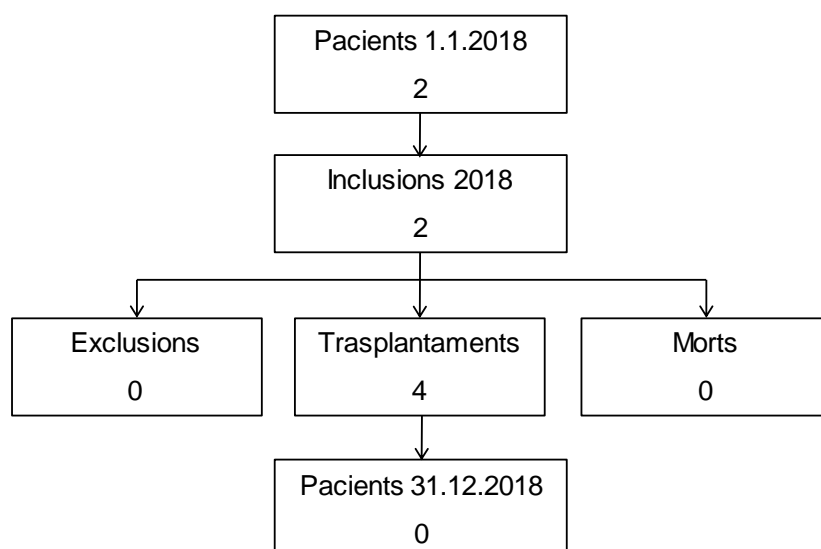 Pacients 1.1.2018
2
Inclusions 2018
2
Exclusions
0
Trasplantaments
4
Morts
0
Pacients 31.12.2018
0